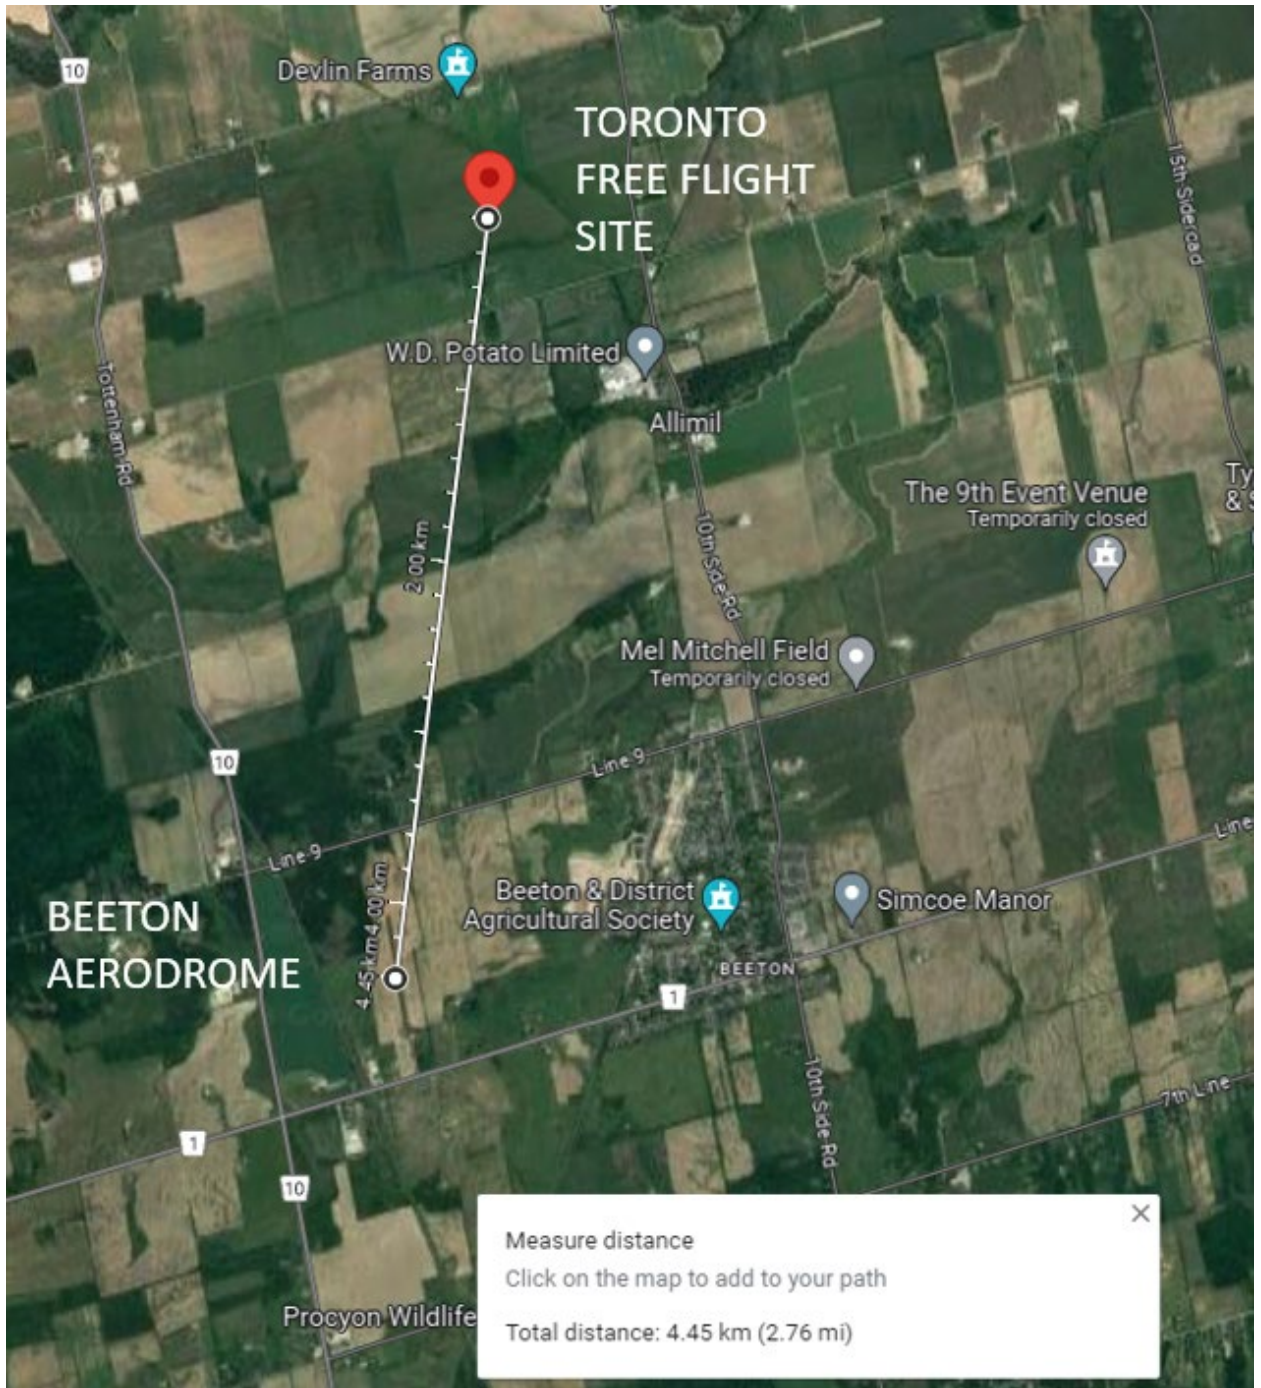 10
Devlin Farms
TORONTO
FREE FLIGHT
SITE
15th Sideroad
W.D. Potato Limited
Tottenham Rd
Allimil
The 9th Event Venue
Temporarily closed
Ty
& S
10th Side Rd
2.00 km
Mel Mitchell Field
Temporarily closed
10
Line 9
Line
Line 9
4.00 km
Beeton & District
Agricultural Society
Simcoe Manor
BEETON
AERODROME
4.45 km
BEETON
1
10th Side Rd
7th Line
1
10
Measure distance
Click on the map to add to your path
Procyon Wildlife
Total distance: 4.45 km (2.76 mi)